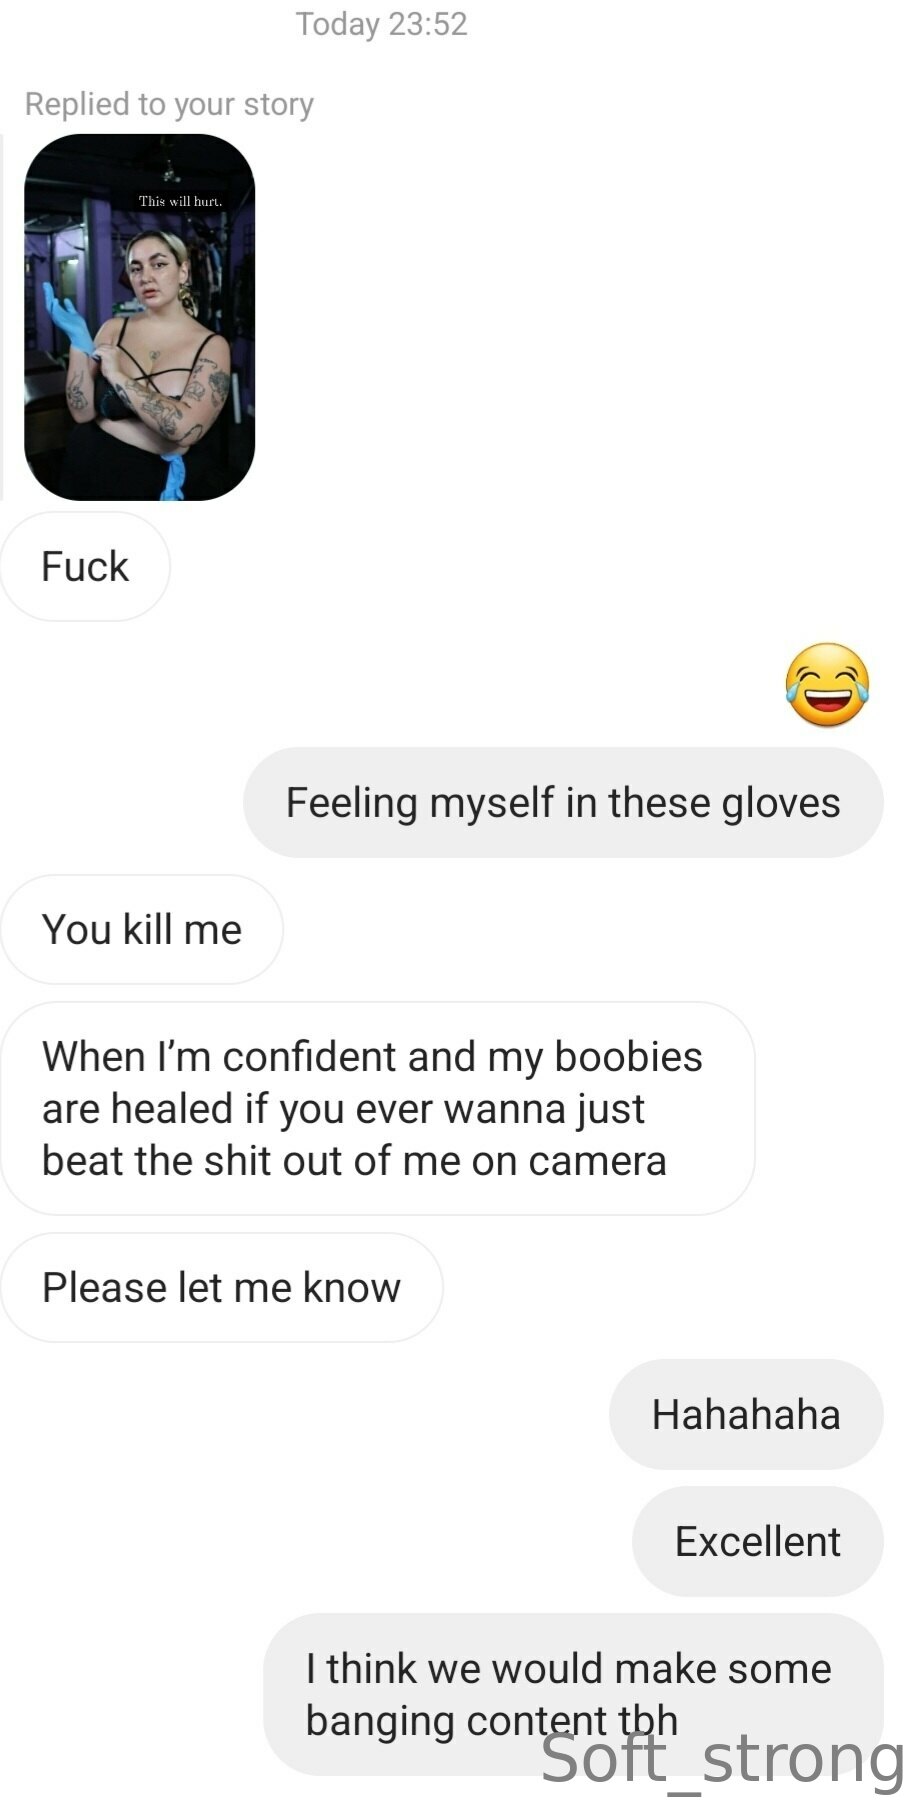 Today 23:52
Replied to your story
This will hurt.
Fuck
😂
Feeling myself in these gloves
You kill me
When I’m confident and my boobies
are healed if you ever wanna just
beat the shit out of me on camera
Please let me know
Hahahaha
Excellent
I think we would make some
banging content tbh
Soft_strong